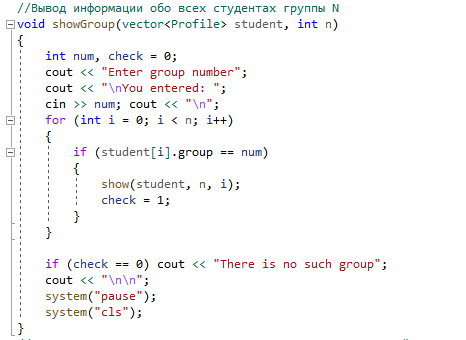 //Вывод информации обо всех студентах группы N
void showGroup(vector<Profile> student, int n)
{
    int num, check = 0;
    cout << "Enter group number";
    cout << "\nYou entered: ";
    cin >> num; cout << "\n";
    for (int i = 0; i < n; i++)
    {
        if (student[i].group == num)
        {
            show(student, n, i);
            check = 1;
        }
    }

    if (check == 0) cout << "There is no such group";
    cout << "\n\n";
    system("pause");
    system("cls");
}